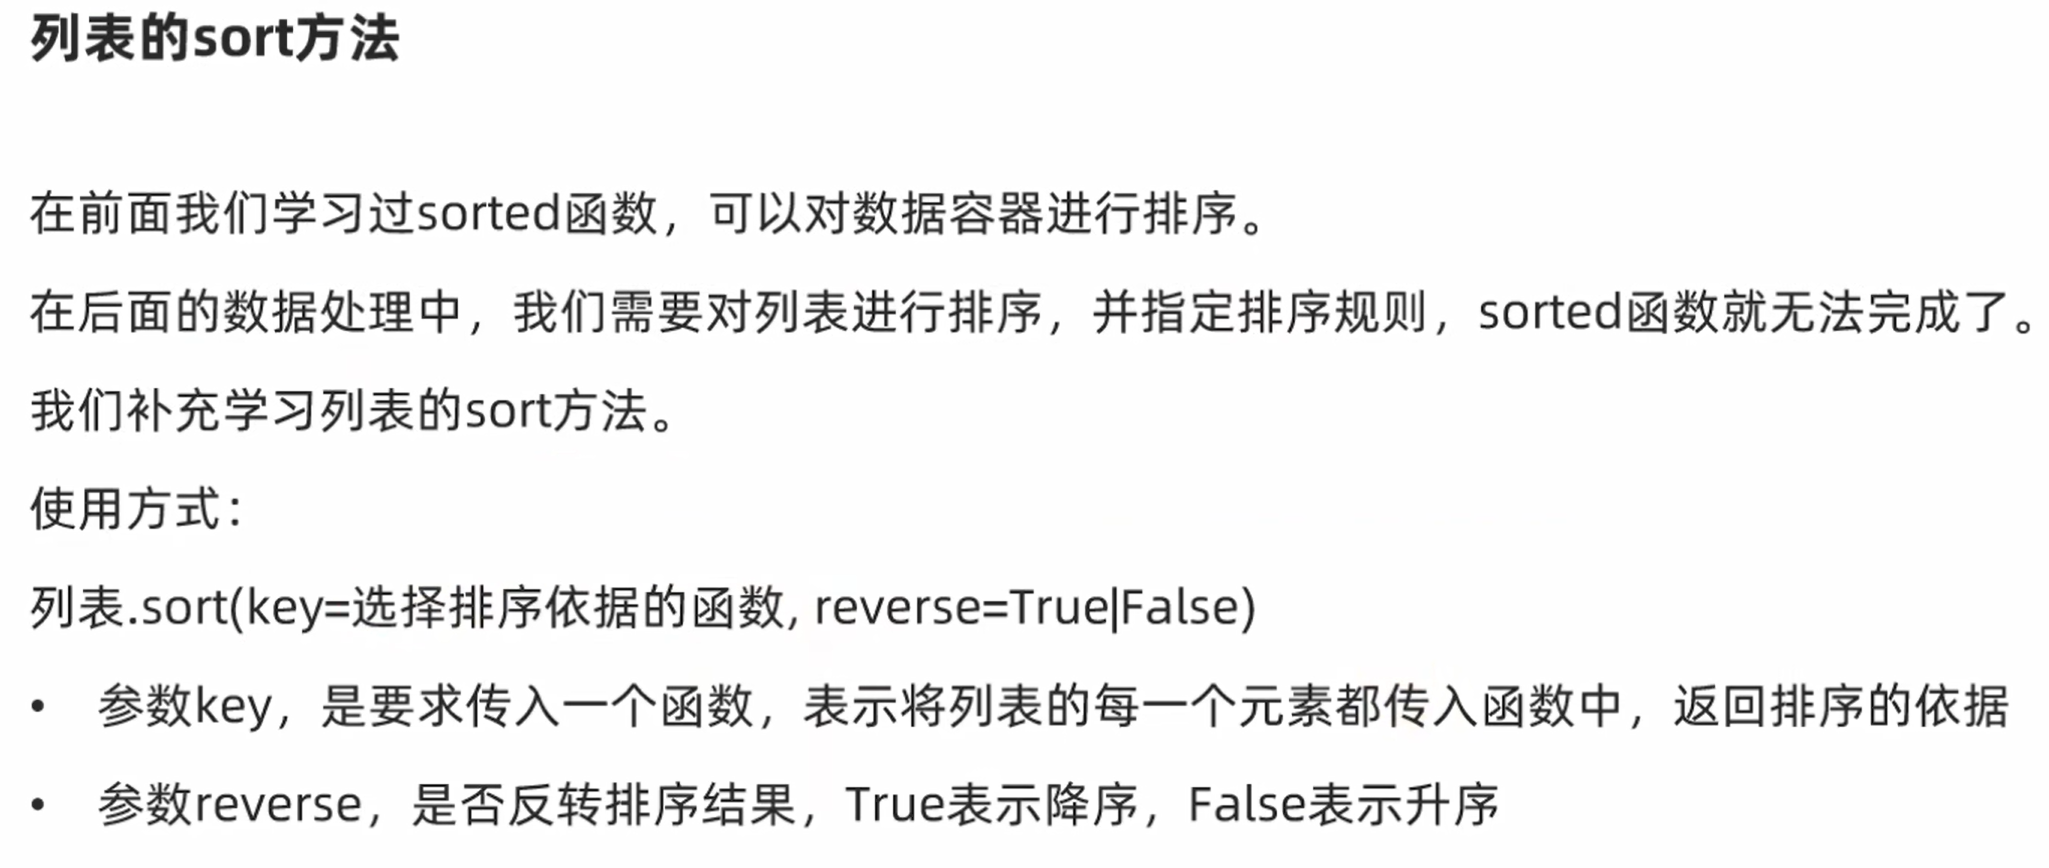 列表的sort方法
在前面我们学习过sorted函数，可以对数据容器进行排序。
在后面的数据处理中，我们需要对列表进行排序，并指定排序规则，sorted函数就无法完成了。
我们补充学习列表的sort方法。
使用方式：
列表.sort(key=选择排序依据的函数, reverse=True|False)
• 参数key，是要求传入一个函数，表示将列表的每一个元素都传入函数中，返回排序的依据
• 参数reverse，是否反转排序结果，True表示降序，False表示升序